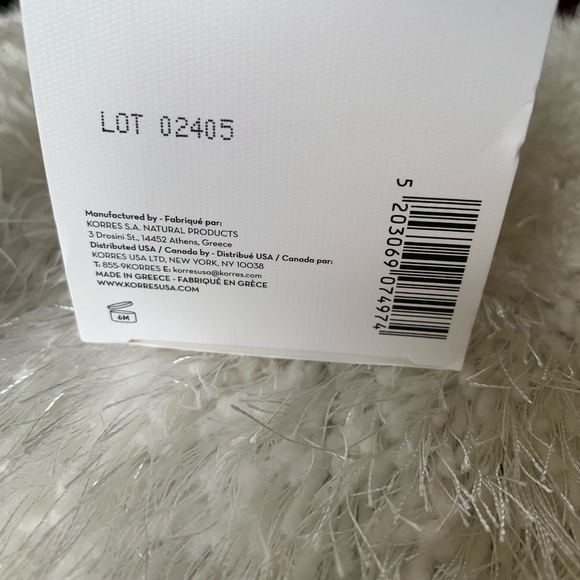 LOT 02405
Manufactured by - Fabriqué par:
KORRES S.A. NATURAL PRODUCTS
3 Drosini St., 14452 Athens, Greece
Distributed USA / Canada by - Distribué USA / Canada par:
KORRES USA LTD, NEW YORK, NY 10038
T: 855-9KORRES E: korresusa@korres.com
MADE IN GREECE - FABRIQUÉ EN GRÈCE
WWW.KORRESUSA.COM
6M
5 203069 074974